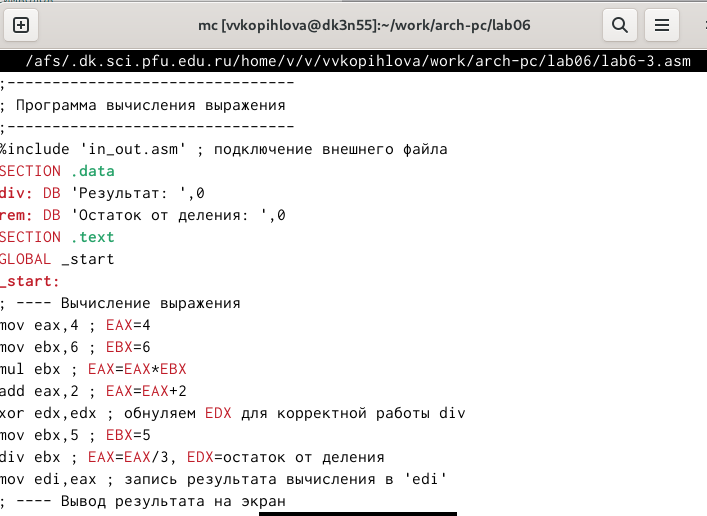 mc [vvkopihlova@dk3n55]:~/work/arch-pc/lab06
/afs/.dk.sci.pfu.edu.ru/home/v/v/vvkopihlova/work/arch-pc/lab06/lab6-3.asm
;--------------------------------
; Программа вычисления выражения
;--------------------------------
%include 'in_out.asm' ; подключение внешнего файла
SECTION .data
div: DB 'Результат: ',0
rem: DB 'Остаток от деления: ',0
SECTION .text
GLOBAL _start
_start:
; ---- Вычисление выражения
mov eax,4 ; EAX=4
mov ebx,6 ; EBX=6
mul ebx ; EAX=EAX*EBX
add eax,2 ; EAX=EAX+2
xor edx,edx ; обнуляем EDX для корректной работы div
mov ebx,5 ; EBX=5
div ebx ; EAX=EAX/3, EDX=остаток от деления
mov edi,eax ; запись результата вычисления в 'edi'
; ---- Вывод результата на экран